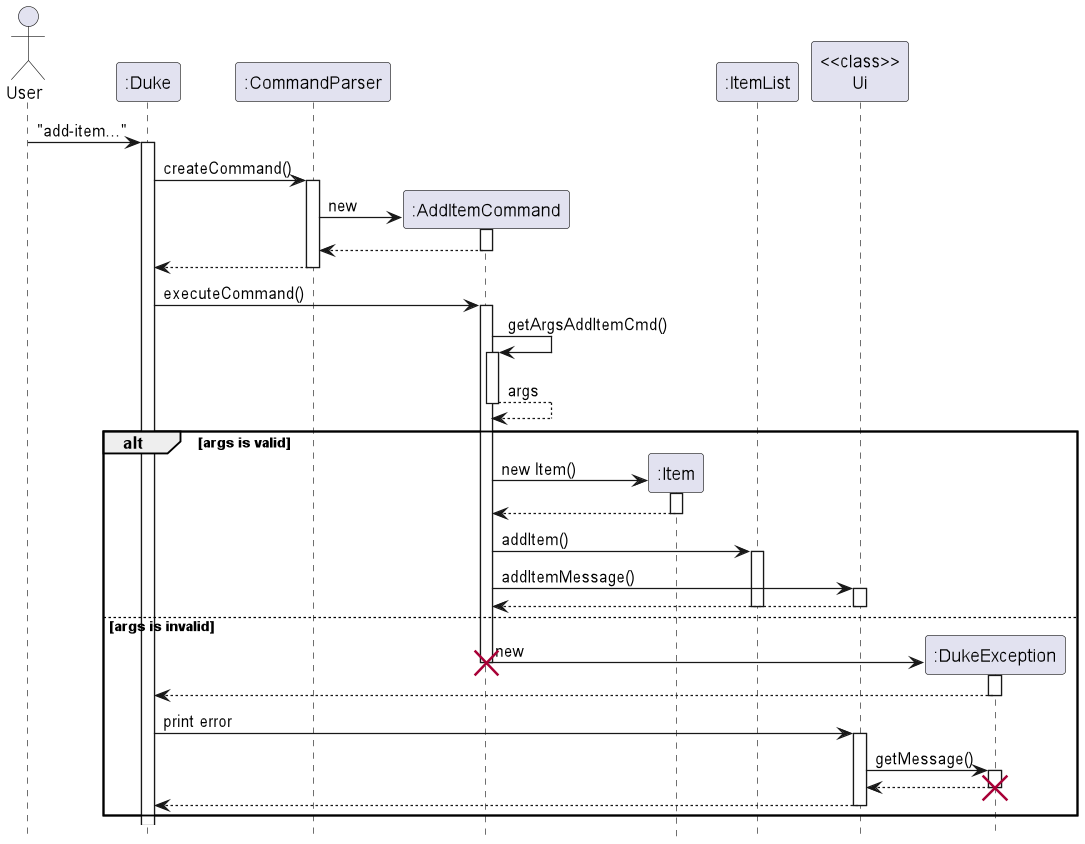 User
:Duke
:CommandParser
:ItemList
<<class>>
Ui
"add-item..."
createCommand()
new
:AddItemCommand
executeCommand()
getArgsAddItemCmd()
args
alt
[args is valid]
new Item()
:Item
addItem()
addItemMessage()
[args is invalid]
new
:DukeException
print error
getMessage()